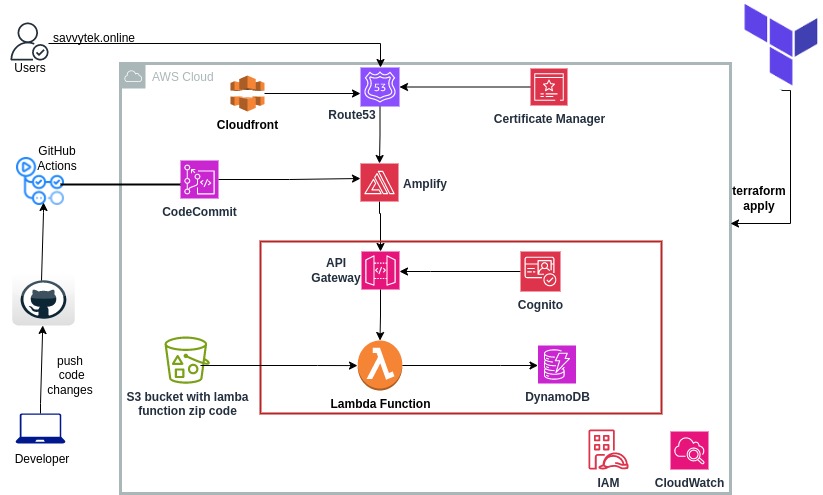 savvytek.online
Users
AWS Cloud
53
Route53
Cloudfront
Certificate Manager
GitHub
Actions
CodeCommit
Amplify
terraform
apply
API
Gateway
Cognito
push
code
changes
S3 bucket with lamba
function zip code
Lambda Function
DynamoDB
Developer
IAM
CloudWatch